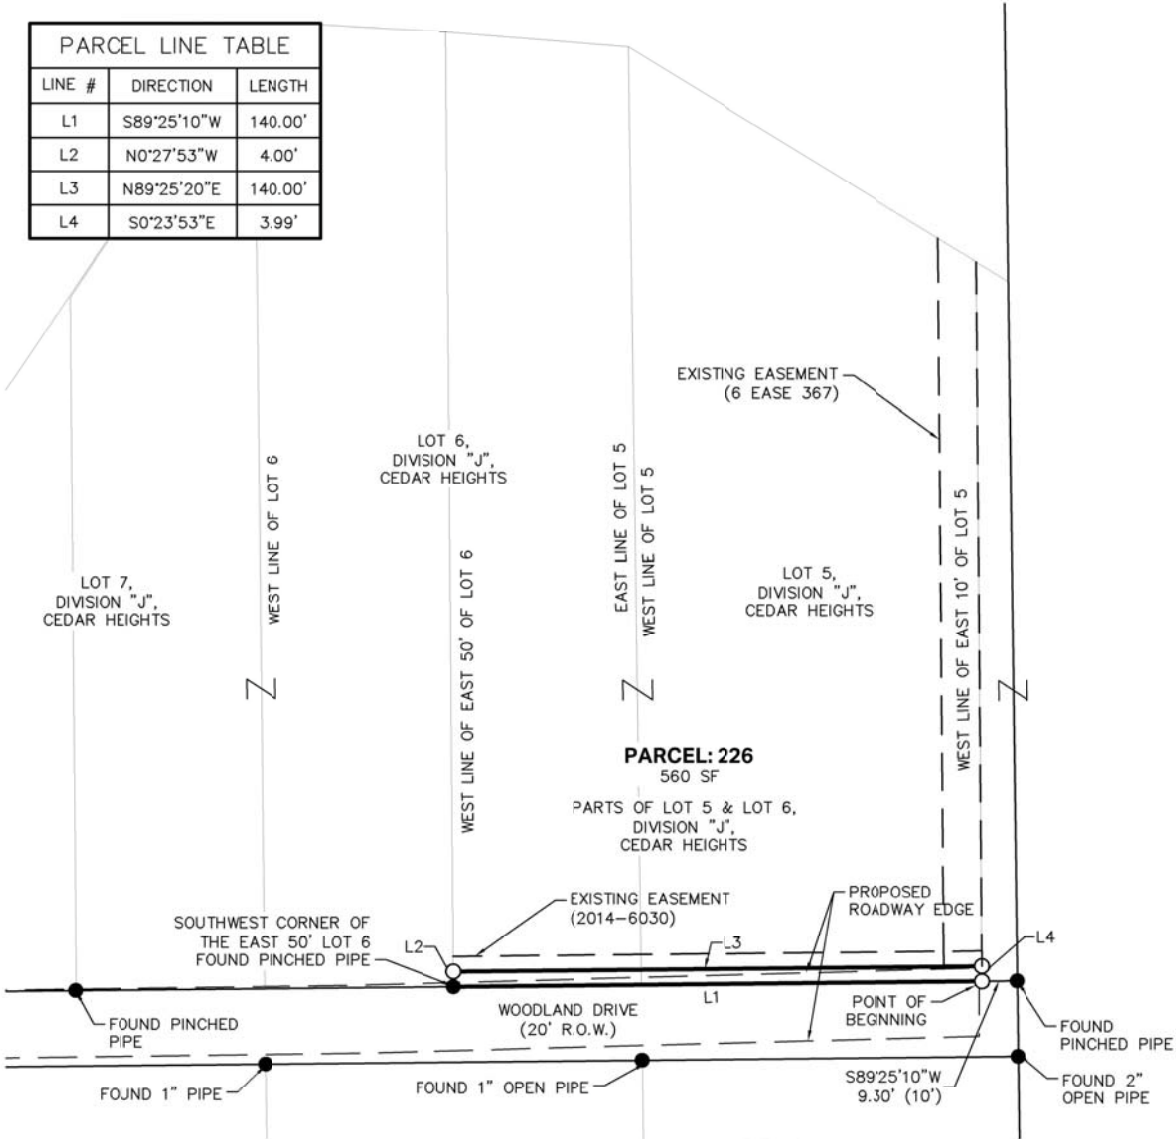 PARCEL LINE TABLE
LINE # DIRECTION LENGTH
L1 S89°25'10"W 140.00'
L2 N0°27'53"W 4.00'
L3 N89°25'20"E 140.00'
L4 S0°23'53"E 3.99'
EXISTING EASEMENT
(6 EASE 367)
LOT 6,
DIVISION "J",
CEDAR HEIGHTS
WEST LINE OF LOT 6
EAST LINE OF LOT 5
WEST LINE OF LOT 5
WEST LINE OF EAST 50' OF LOT 6
WEST LINE OF EAST 10' OF LOT 5
LOT 7,
DIVISION "J",
CEDAR HEIGHTS
LOT 5,
DIVISION "J",
CEDAR HEIGHTS
PARCEL: 226
560 SF
PARTS OF LOT 5 & LOT 6,
DIVISION "J",
CEDAR HEIGHTS
EXISTING EASEMENT
(2014-6030)
PROPOSED
ROADWAY EDGE
SOUTHWEST CORNER OF
THE EAST 50' LOT 6
FOUND PINCHED PIPE
L2
L3
L4
L1
WOODLAND DRIVE
(20' R.O.W.)
PONT OF
BEGNNING
FOUND PINCHED
PIPE
FOUND
PINCHED PIPE
FOUND 1" PIPE
FOUND 1" OPEN PIPE
S89°25'10"W
9.30' (10')
FOUND 2"
OPEN PIPE